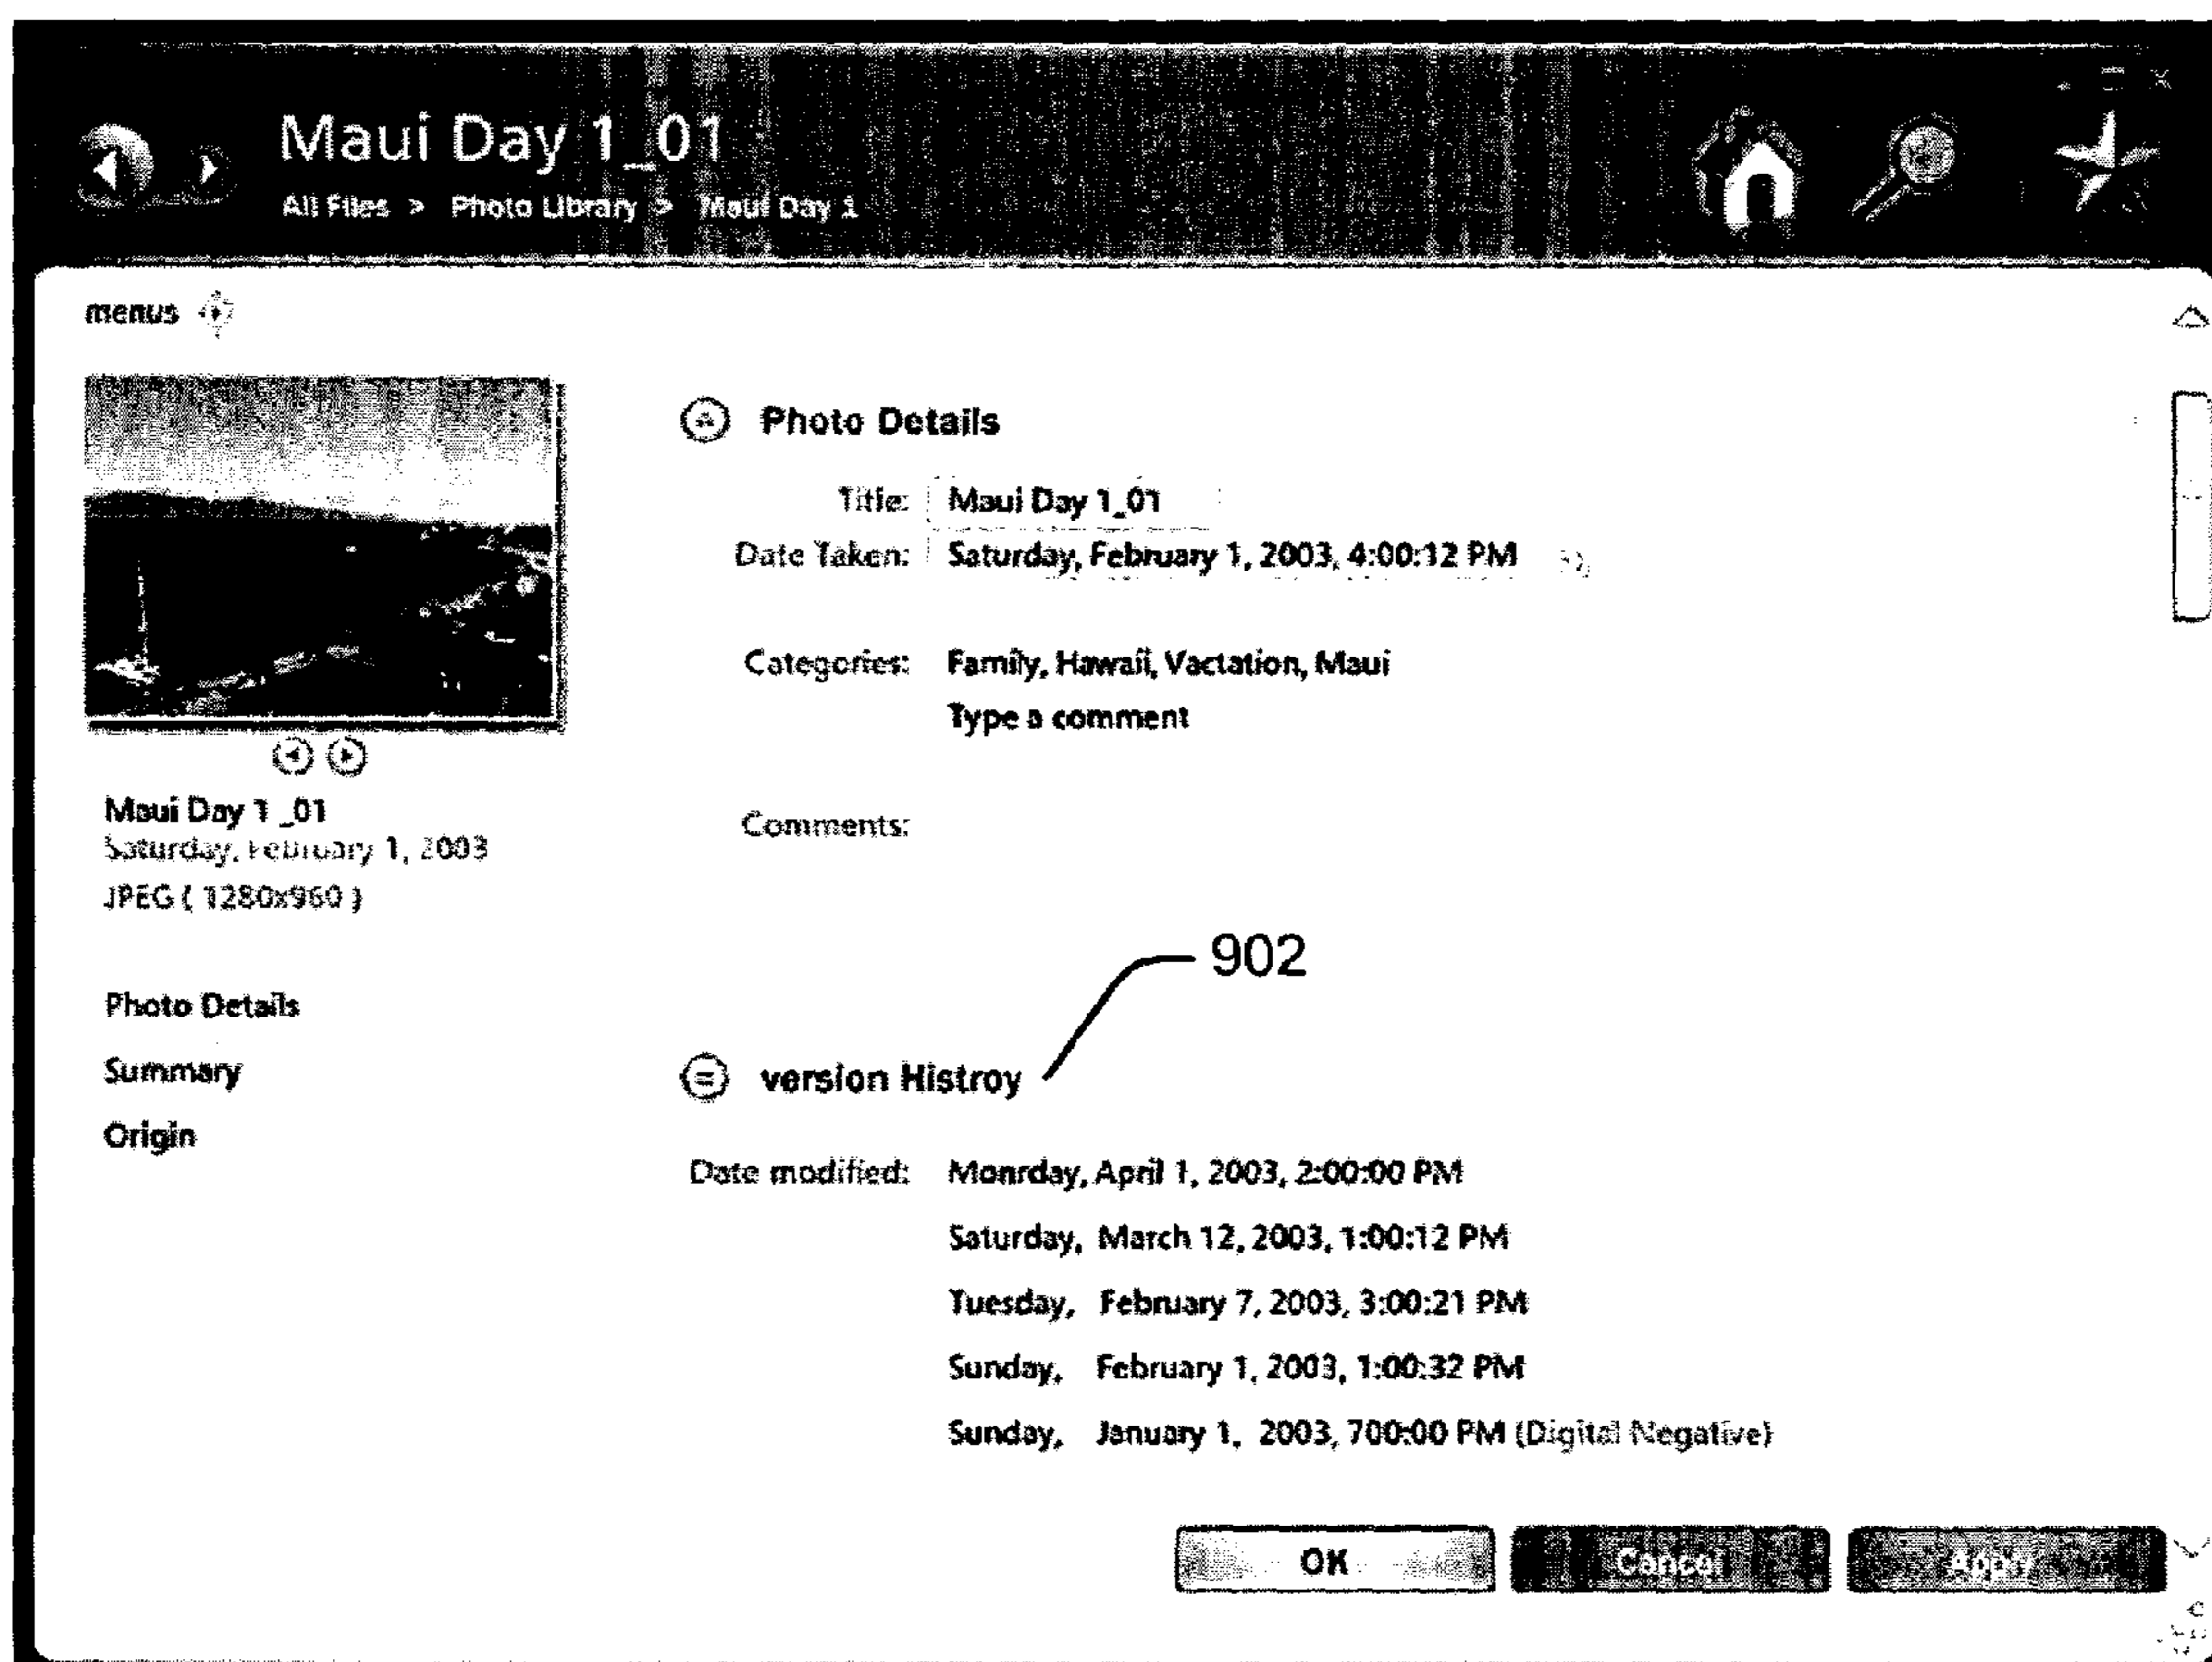 Maui Day 1_01
All Files > Photo Library > Maui Day 1
menus
Photo Details
Title: Maui Day 1_01
Date Taken: Saturday, February 1, 2003, 4:00:12 PM
Categories: Family, Hawaii, Vactation, Maui
Type a comment
Comments:
Maui Day 1 _01
Saturday, February 1, 2003
JPEG ( 1280x960 )
Photo Details
Summary
Origin
902
version Histroy
Date modified: Monrday, April 1, 2003, 2:00:00 PM
Saturday, March 12, 2003, 1:00:12 PM
Tuesday, February 7, 2003, 3:00:21 PM
Sunday, February 1, 2003, 1:00:32 PM
Sunday, January 1, 2003, 700:00 PM (Digital Negative)
OK Cancel Apply